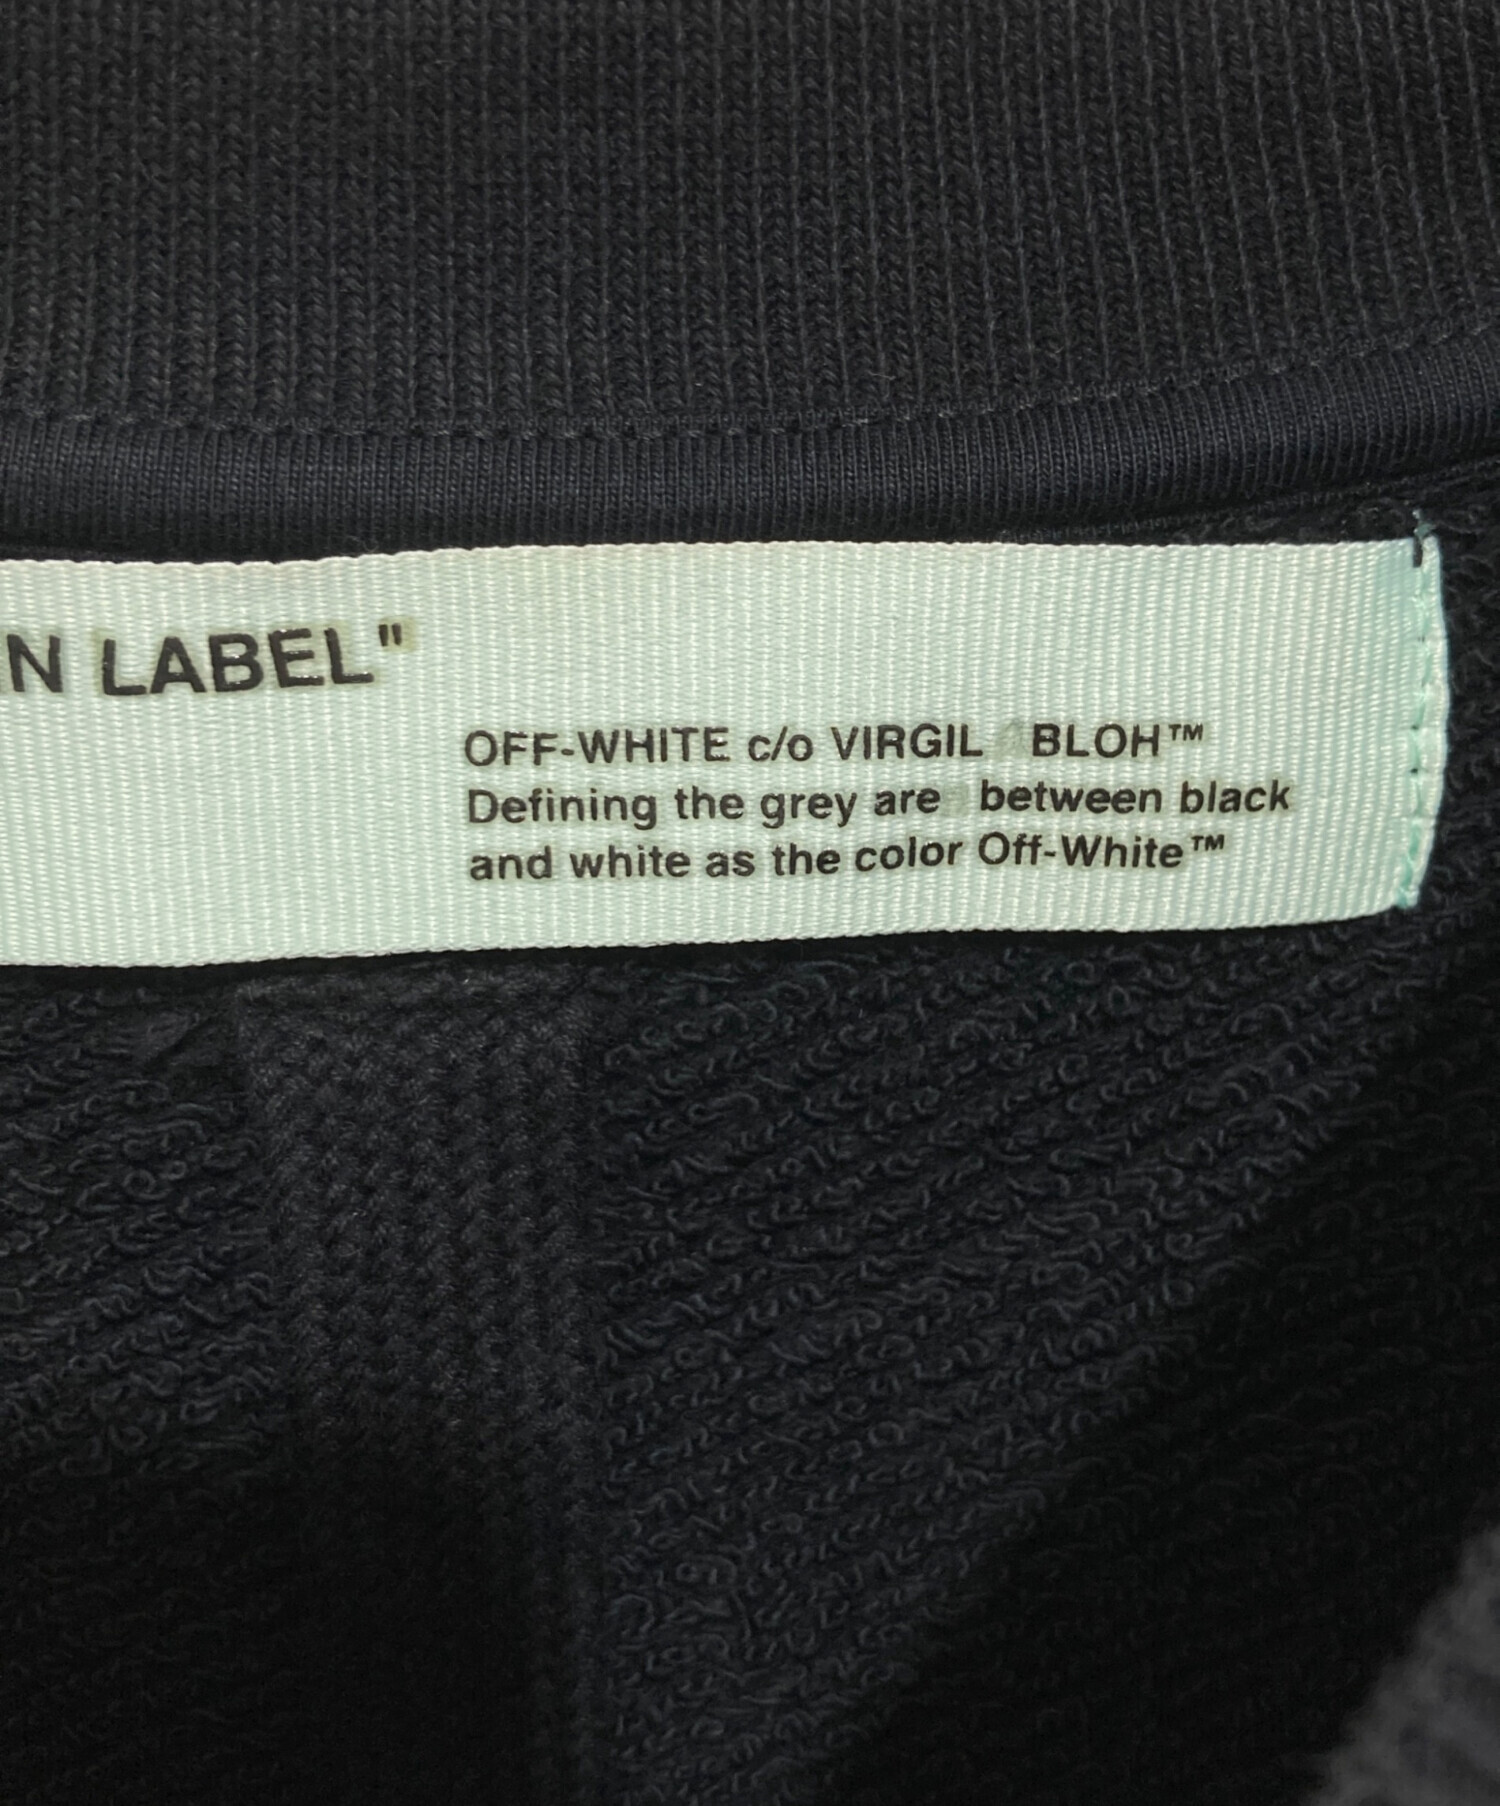 N LABEL"
OFF-WHITE c/o VIRGIL BLOH™
Defining the grey are between black
and white as the color Off-White™